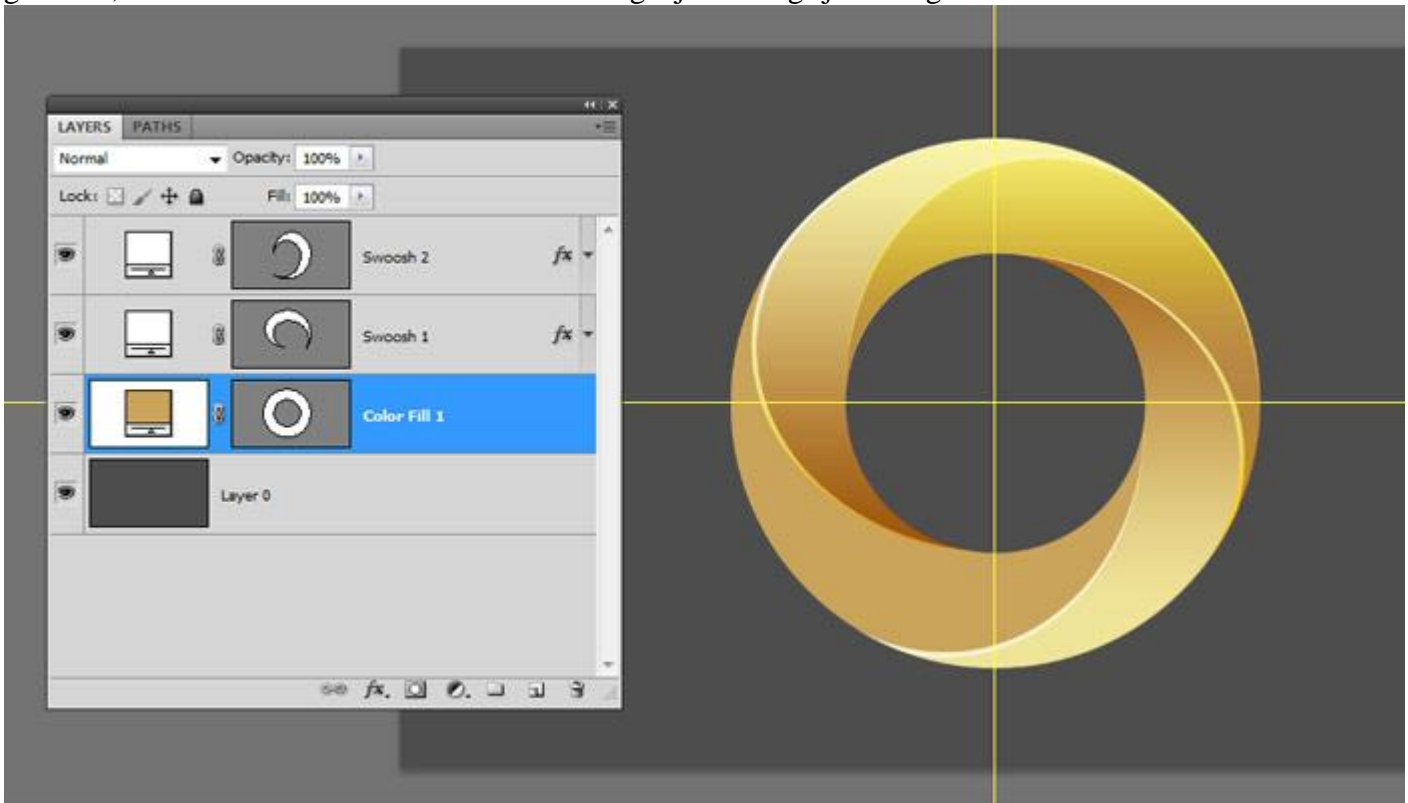 LAYERS PATHS
Normal Opacity: 100%
Lock: Fill: 100%
Swoosh 2 fx
Swoosh 1 fx
Color Fill 1
Layer 0
fx.